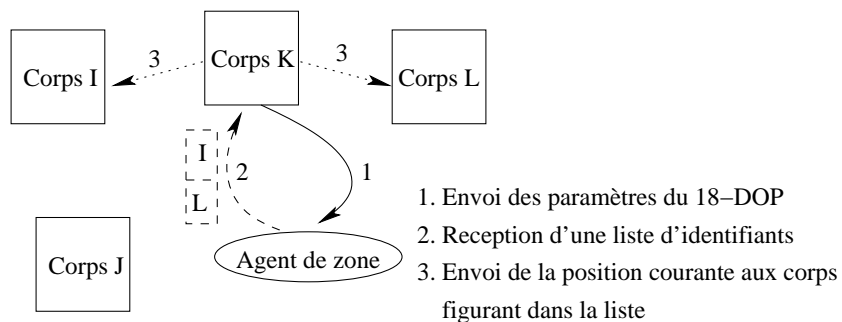 3
3
Corps I
Corps K
Corps L
I
2
1
L
1. Envoi des paramètres du 18−DOP
2. Reception d'une liste d'identifiants
Agent de zone
Corps J
3. Envoi de la position courante aux corps
figurant dans la liste